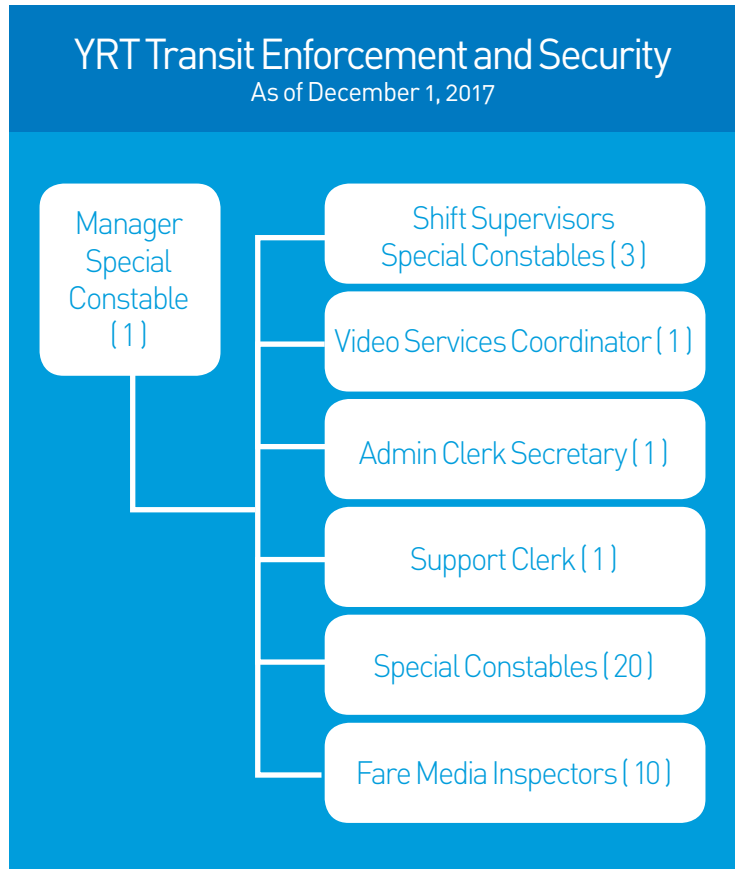 YRT Transit Enforcement and Security
As of December 1, 2017
Manager
Special
Constable
(1)
Shift Supervisors
Special Constables (3)
Video Services Coordinator (1)
Admin Clerk Secretary (1)
Support Clerk (1)
Special Constables (20)
Fare Media Inspectors (10)